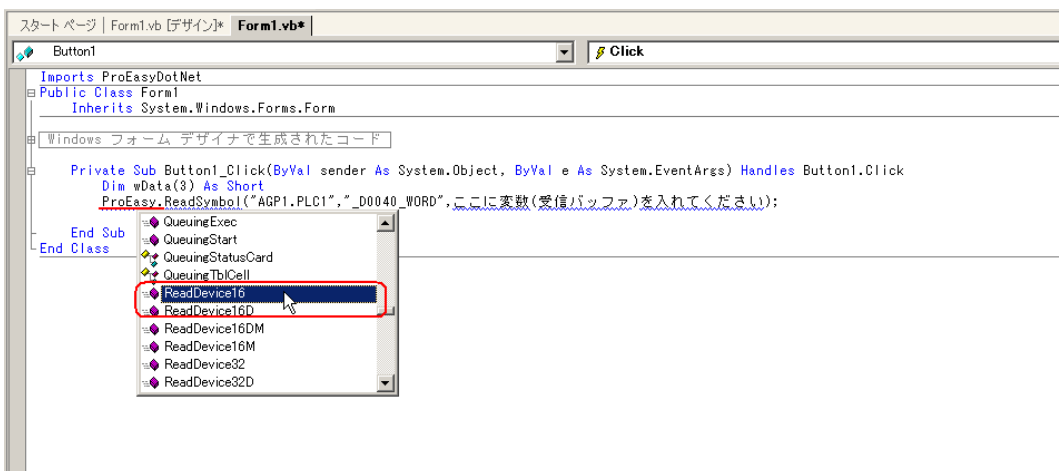 スタート ページ Form1.vb [デザイン]* Form1.vb*
Button1 Click
Imports ProEasyDotNet
Public Class Form1
Inherits System.Windows.Forms.Form
Windows フォーム デザイナで生成されたコード
Private Sub Button1_Click(ByVal sender As System.Object, ByVal e As System.EventArgs) Handles Button1.Click
Dim wData(3) As Short
ProEasy.ReadSymbol("AGP1.PLC1","_D0040_WORD",ここに変数(受信バッファ)を入れてください);
End Sub
End Class
QueuingExec
QueuingStart
QueuingStatusCard
QueuingTblCell
ReadDevice16
ReadDevice16D
ReadDevice16DM
ReadDevice16M
ReadDevice32
ReadDevice32D